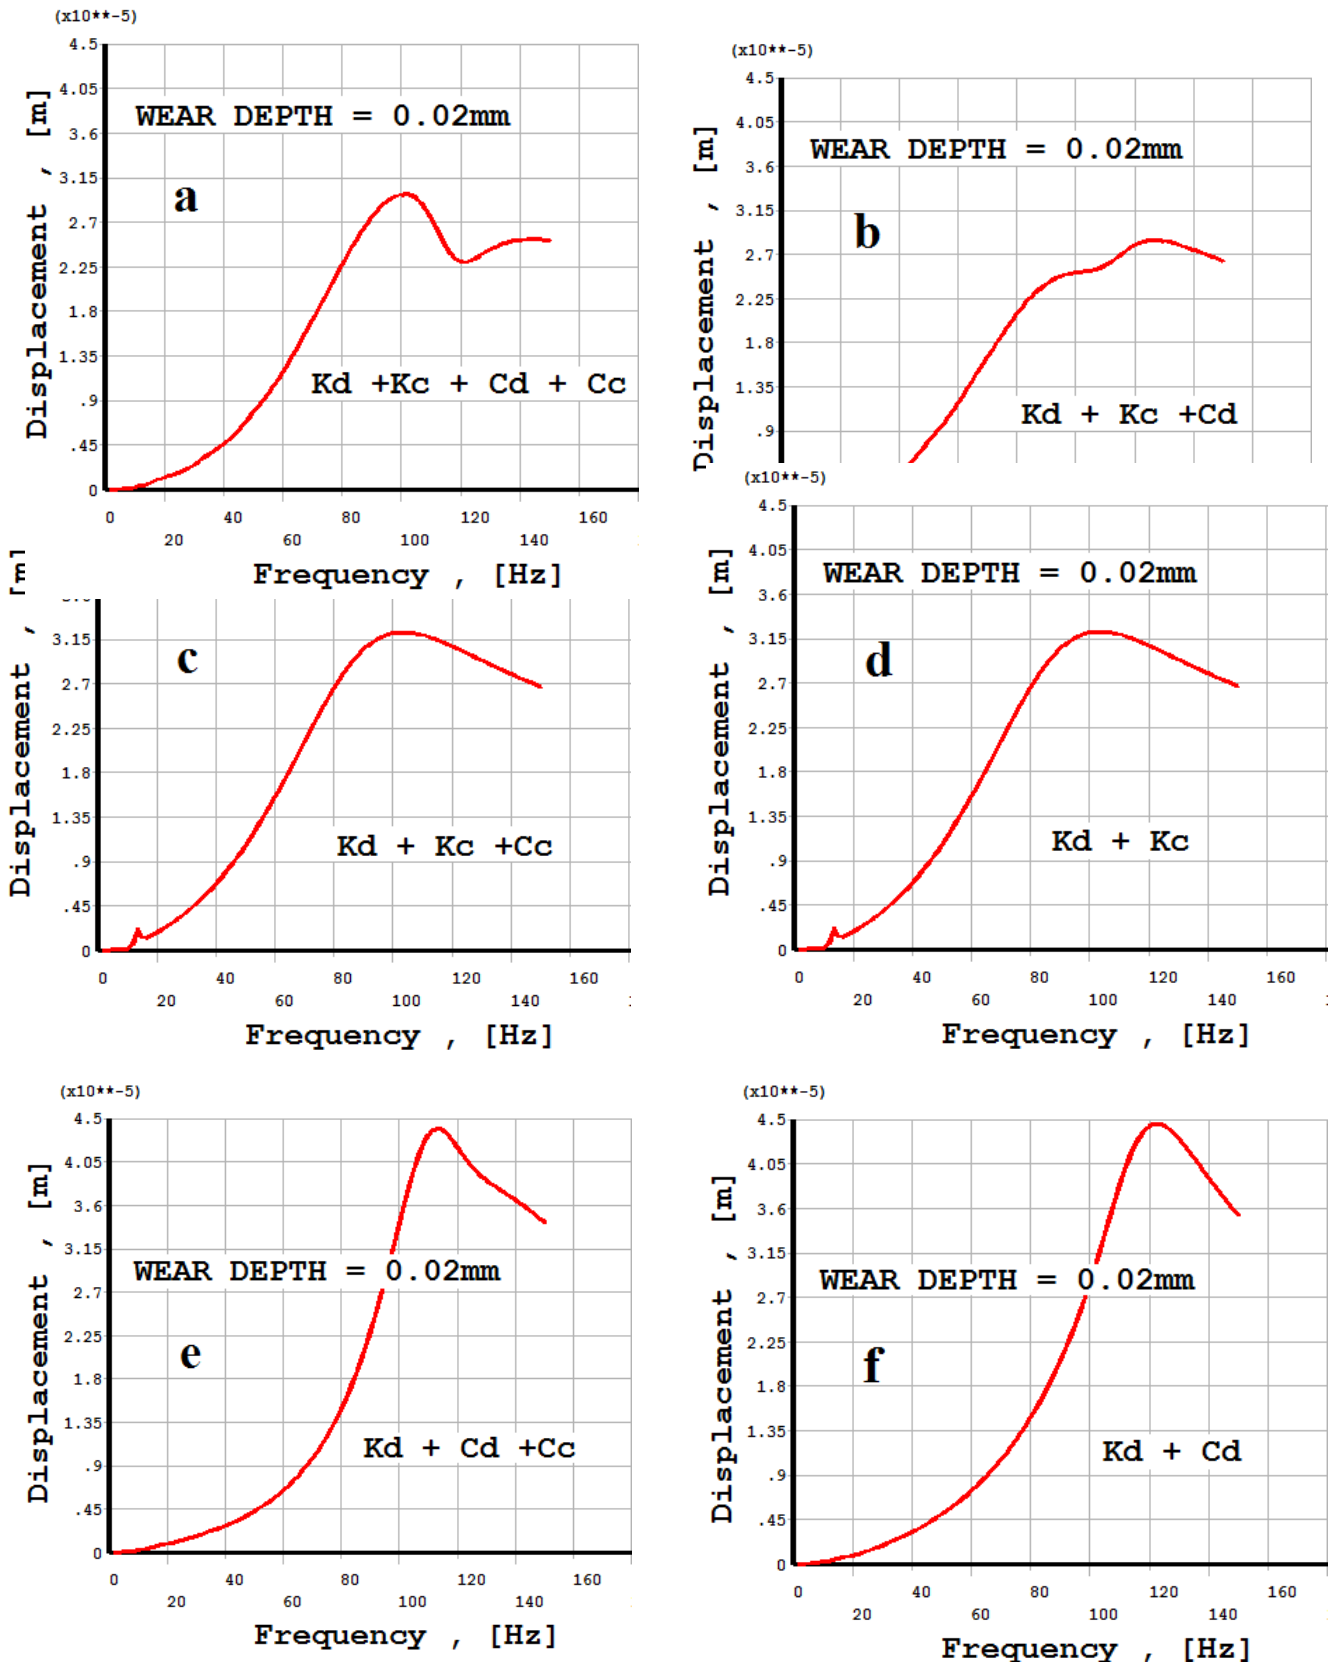 (x10**-5)
4.5
4.05
3.6
3.15
2.7
2.25
1.8
1.35
.9
.45
0
Displacement , [m]
WEAR DEPTH = 0.02mm
a
Kd +Kc + Cd + Cc
0 40 80 120 160
20 60 100 140
Frequency , [Hz]
(x10**-5)
4.5
4.05
3.6
3.15
2.7
2.25
1.8
1.35
.9
Displacement , [m]
WEAR DEPTH = 0.02mm
b
Kd + Kc +Cd
3.15
2.7
2.25
1.8
1.35
.9
.45
0
Displacement , [m]
c
Kd + Kc +Cc
0 40 80 120 160
20 60 100 140
Frequency , [Hz]
(x10**-5)
4.5
4.05
3.6
3.15
2.7
2.25
1.8
1.35
.9
.45
0
Displacement , [m]
WEAR DEPTH = 0.02mm
d
Kd + Kc
0 40 80 120 160
20 60 100 140
Frequency , [Hz]
(x10**-5)
4.5
4.05
3.6
3.15
2.7
2.25
1.8
1.35
.9
.45
0
Displacement , [m]
WEAR DEPTH = 0.02mm
e
Kd + Cd +Cc
0 40 80 120 160
20 60 100 140
Frequency , [Hz]
(x10**-5)
4.5
4.05
3.6
3.15
2.7
2.25
1.8
1.35
.9
.45
0
Displacement , [m]
WEAR DEPTH = 0.02mm
f
Kd + Cd
0 40 80 120 160
20 60 100 140
Frequency , [Hz]